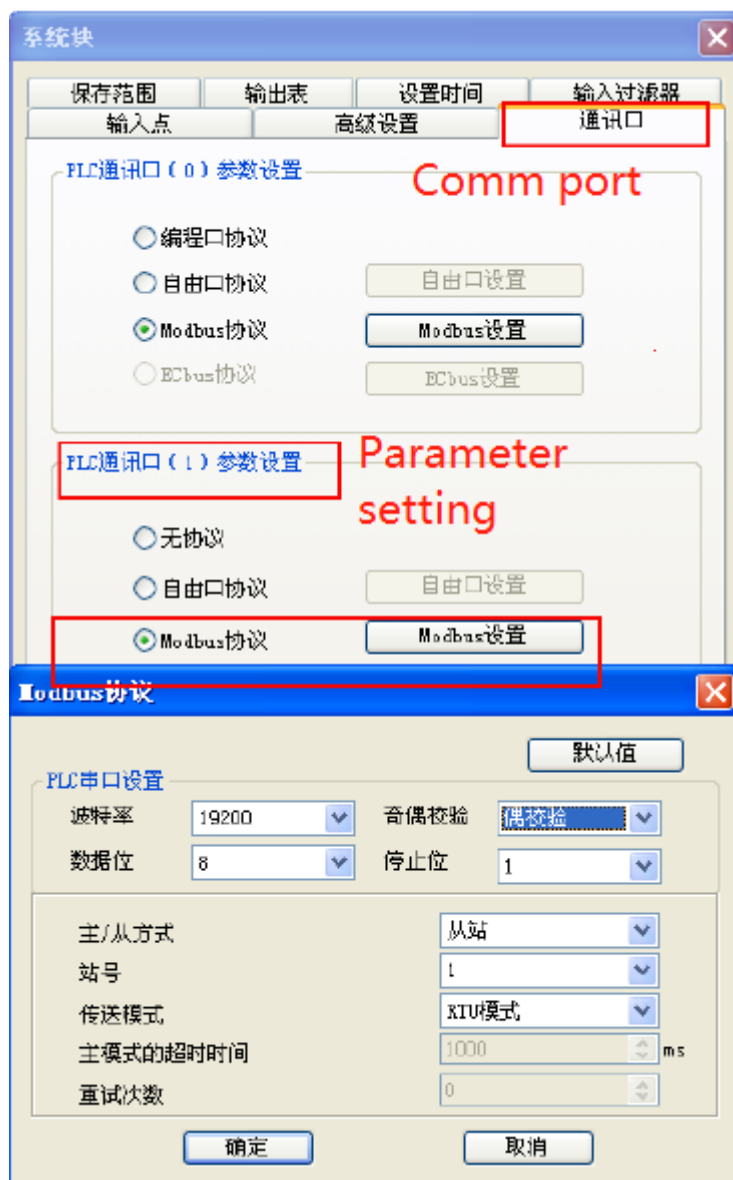 系统块
保存范围 输出表 设置时间 输入过滤器
输入点 高级设置 通讯口
PLC通讯口（0）参数设置 Comm port
编程口协议
自由口协议 自由口设置
Modbus协议 Modbus设置
ECbus协议 ECbus设置
PLC通讯口（1）参数设置 Parameter
setting
无协议
自由口协议 自由口设置
Modbus协议 Modbus设置
Modbus协议
默认值
PLC串口设置
波特率 19200 奇偶校验 偶校验
数据位 8 停止位 1
主/从方式 从站
站号 1
传送模式 RTU模式
主模式的超时时间 1000 ms
重试次数 0
确定 取消